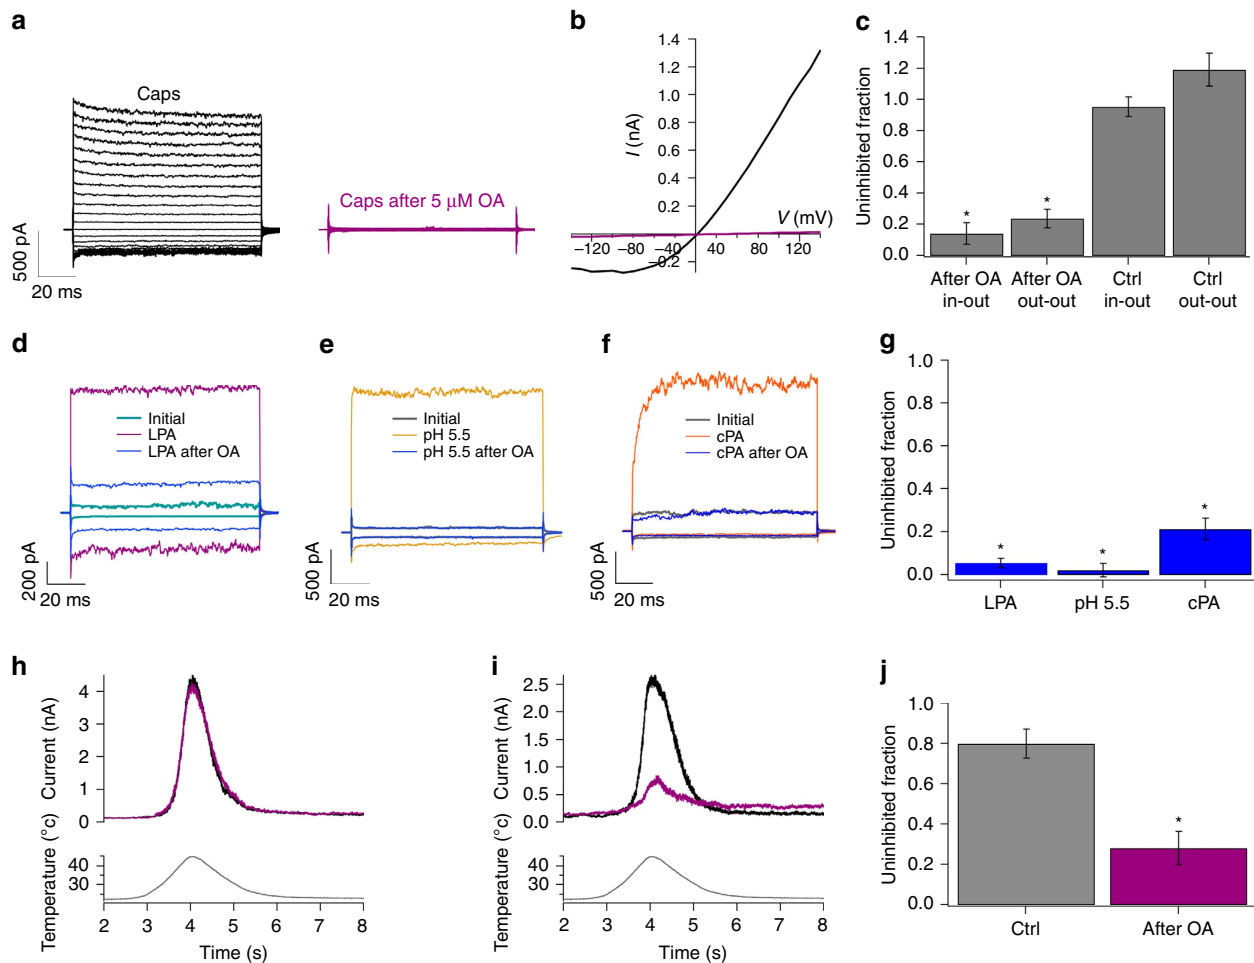 a
Caps
Caps after 5 μM OA
500 pA
20 ms
b
I (nA)
1.4
1.2
1.0
0.8
0.6
0.4
0.2
−0.2
V (mV)
−120
−80
−40
40
80
120
c
Uninhibited fraction
1.4
1.2
1.0
0.8
0.6
0.4
0.2
0.0
*
*
After OA in-out
After OA out-out
Ctrl in-out
Ctrl out-out
d
Initial
LPA
LPA after OA
200 pA
20 ms
e
Initial
pH 5.5
pH 5.5 after OA
500 pA
20 ms
f
Initial
cPA
cPA after OA
500 pA
20 ms
g
Uninhibited fraction
1.0
0.8
0.6
0.4
0.2
0.0
*
*
*
LPA
pH 5.5
cPA
h
Current (nA)
4
3
2
1
0
Temperature (°c)
40
30
2 3 4 5 6 7 8
Time (s)
i
Current (nA)
2.5
2.0
1.5
1.0
0.5
0.0
Temperature (°c)
40
30
2 3 4 5 6 7 8
Time (s)
j
Uninhibited fraction
1.0
0.8
0.6
0.4
0.2
0.0
*
Ctrl
After OA